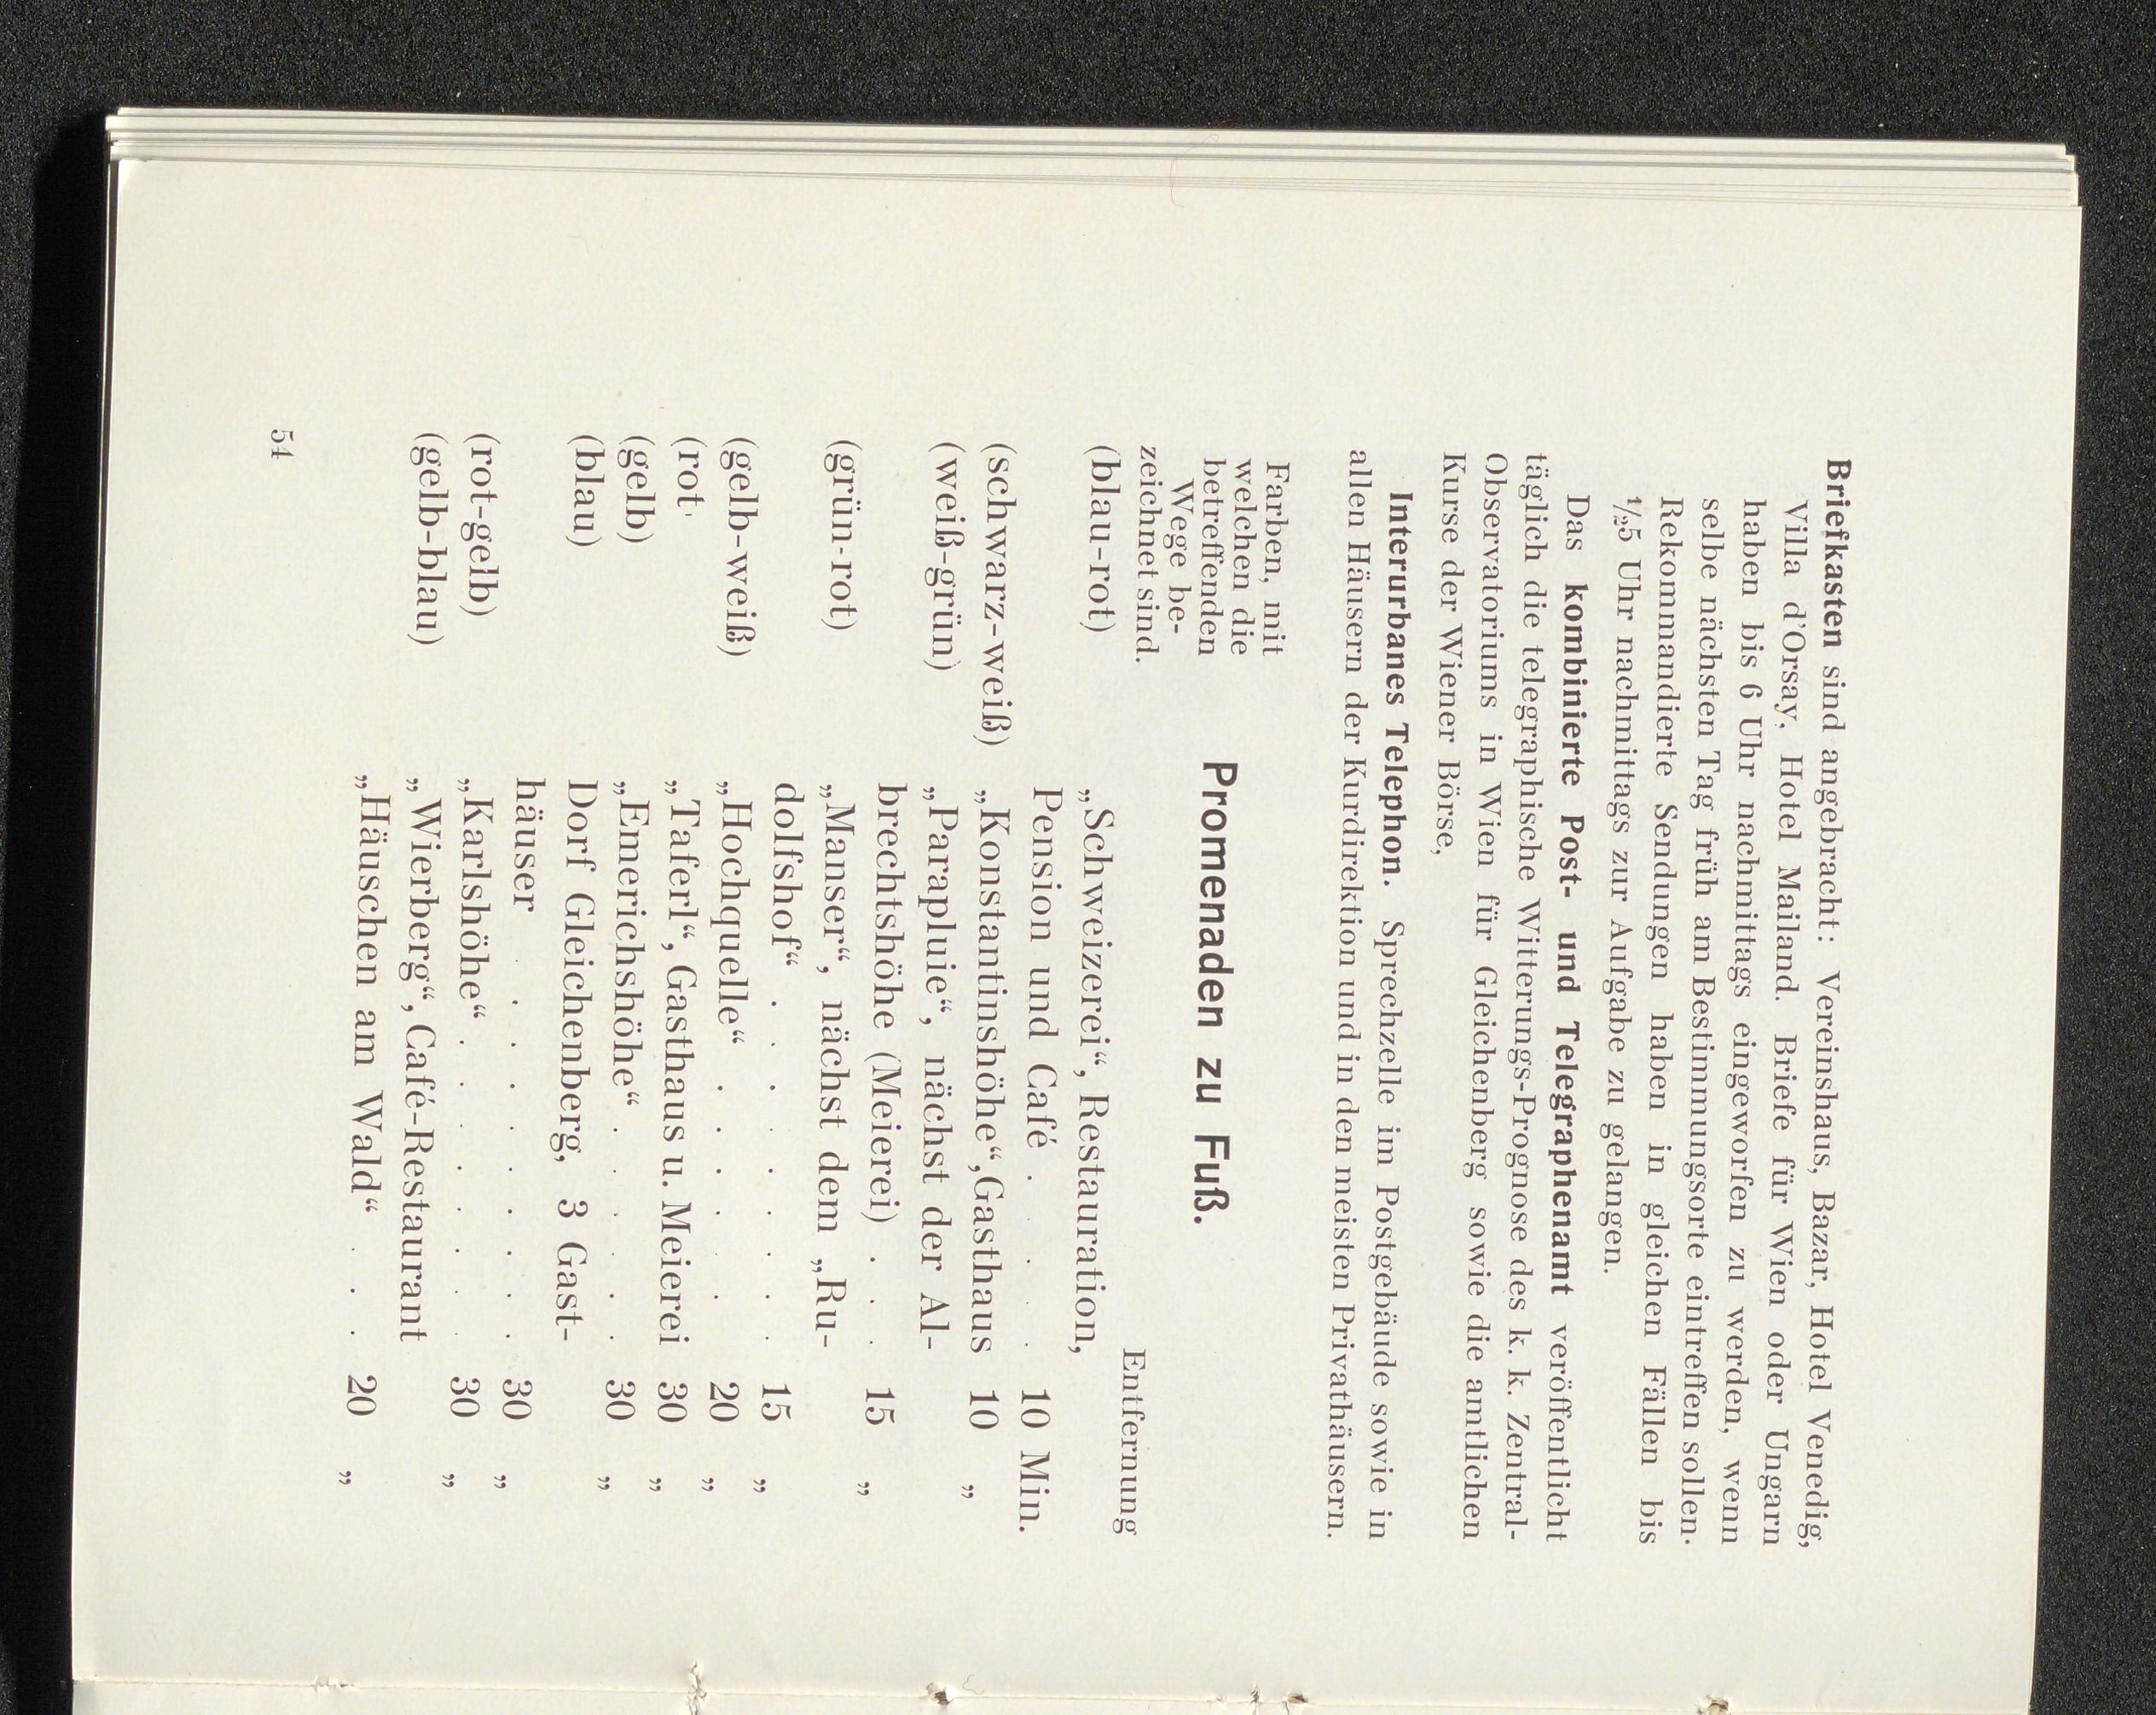 Briefkasten sind angebracht: Vereinshaus, Bazar, Hotel Venedig,
Villa d'Orsay, Hotel Mailand. Briefe für Wien oder Ungarn
haben bis 6 Uhr nachmittags eingeworfen zu werden, wenn
selbe nächsten Tag früh am Bestimmungsorte eintreffen sollen.
Rekommandierte Sendungen haben in gleichen Fällen bis
1/25 Uhr nachmittags zur Aufgabe zu gelangen.
Das kombinierte Post- und Telegraphenamt veröffentlicht
täglich die telegraphische Witterungs-Prognose des k. k. Zentral-
Observatoriums in Wien für Gleichenberg sowie die amtlichen
Kurse der Wiener Börse,
Interurbanes Telephon. Sprechzelle im Postgebäude sowie in
allen Häusern der Kurdirektion und in den meisten Privathäusern.
Promenaden zu Fuß.
Farben, mit
welchen die
betreffenden
Wege be-
zeichnet sind.
Entfernung
(blau-rot) „Schweizerei“, Restauration,
Pension und Café . . . . 10 Min.
(schwarz-weiß) „Konstantinshöhe“, Gasthaus 10 „
(weiß-grün) „Parapluie“, nächst der Al-
brechtshöhe (Meierei) . . . 15 „
(grün-rot) „Manser“, nächst dem „Ru-
dolfshof“ . . . . . . . . . 15 „
(gelb-weiß) „Hochquelle“ . . . . . . 20 „
(rot) „Taferl“, Gasthaus u. Meierei 30 „
(gelb) „Emerichshöhe“ . . . . . . 30 „
(blau) Dorf Gleichenberg, 3 Gast-
häuser . . . . . . . . . . 30 „
(rot-gelb) „Karlshöhe“ . . . . . . . . 30 „
(gelb-blau) „Wierberg“, Café-Restaurant
„Häuschen am Wald“ . . . 20 „
54